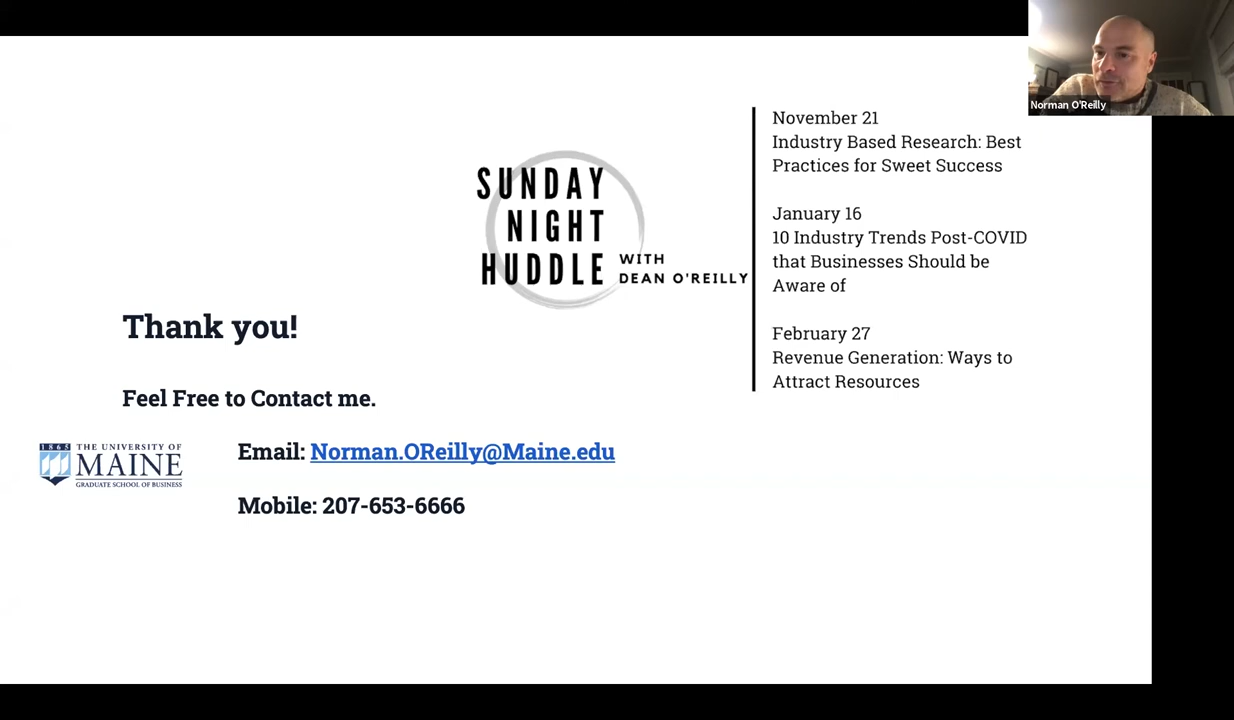 Norman O'Reilly
November 21
Industry Based Research: Best
Practices for Sweet Success
January 16
10 Industry Trends Post-COVID
that Businesses Should be
Aware of
February 27
Revenue Generation: Ways to
Attract Resources
SUNDAY
NIGHT
HUDDLE
WITH
DEAN O'REILLY
Thank you!
Feel Free to Contact me.
1865 THE UNIVERSITY OF
MAINE
GRADUATE SCHOOL OF BUSINESS
Email: Norman.OReilly@Maine.edu
Mobile: 207-653-6666